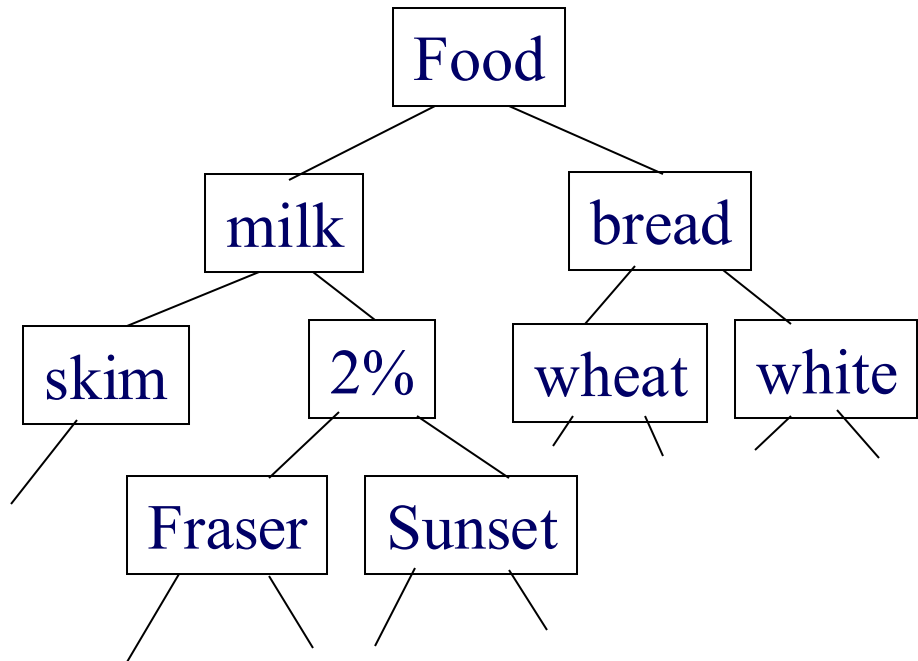 Food
milk
bread
skim
2%
wheat
white
Fraser
Sunset